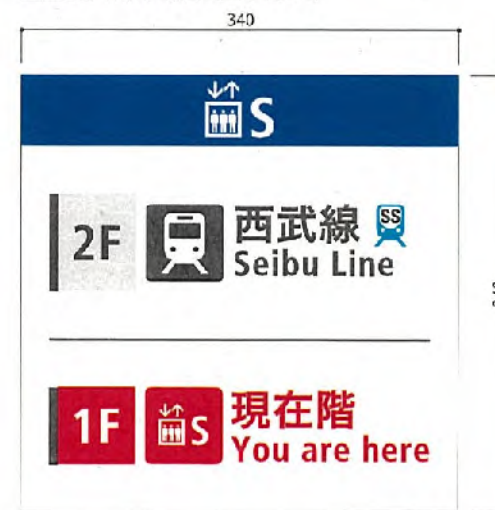 340
S
2F
西武線 SS
Seibu Line
1F
S
現在階
You are here